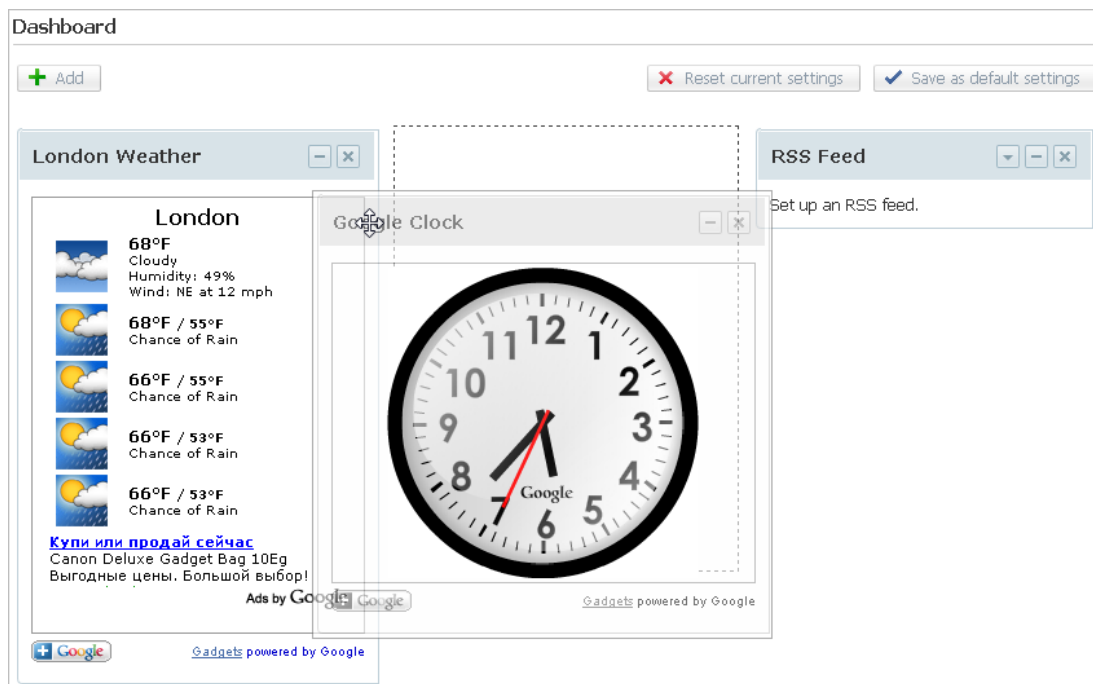 Dashboard
Add
Reset current settings
Save as default settings
London Weather
London
68°F
Cloudy
Humidity: 49%
Wind: NE at 12 mph
68°F / 55°F
Chance of Rain
66°F / 55°F
Chance of Rain
66°F / 53°F
Chance of Rain
66°F / 53°F
Chance of Rain
Купи или продай сейчас
Canon Deluxe Gadget Bag 10Eg
Выгодные цены. Большой выбор!
Ads by Google
Google
Gadgets powered by Google
Google Clock
12
1
2
3
4
5
6
7
8
9
10
11
Google
Google
Gadgets powered by Google
RSS Feed
Set up an RSS feed.